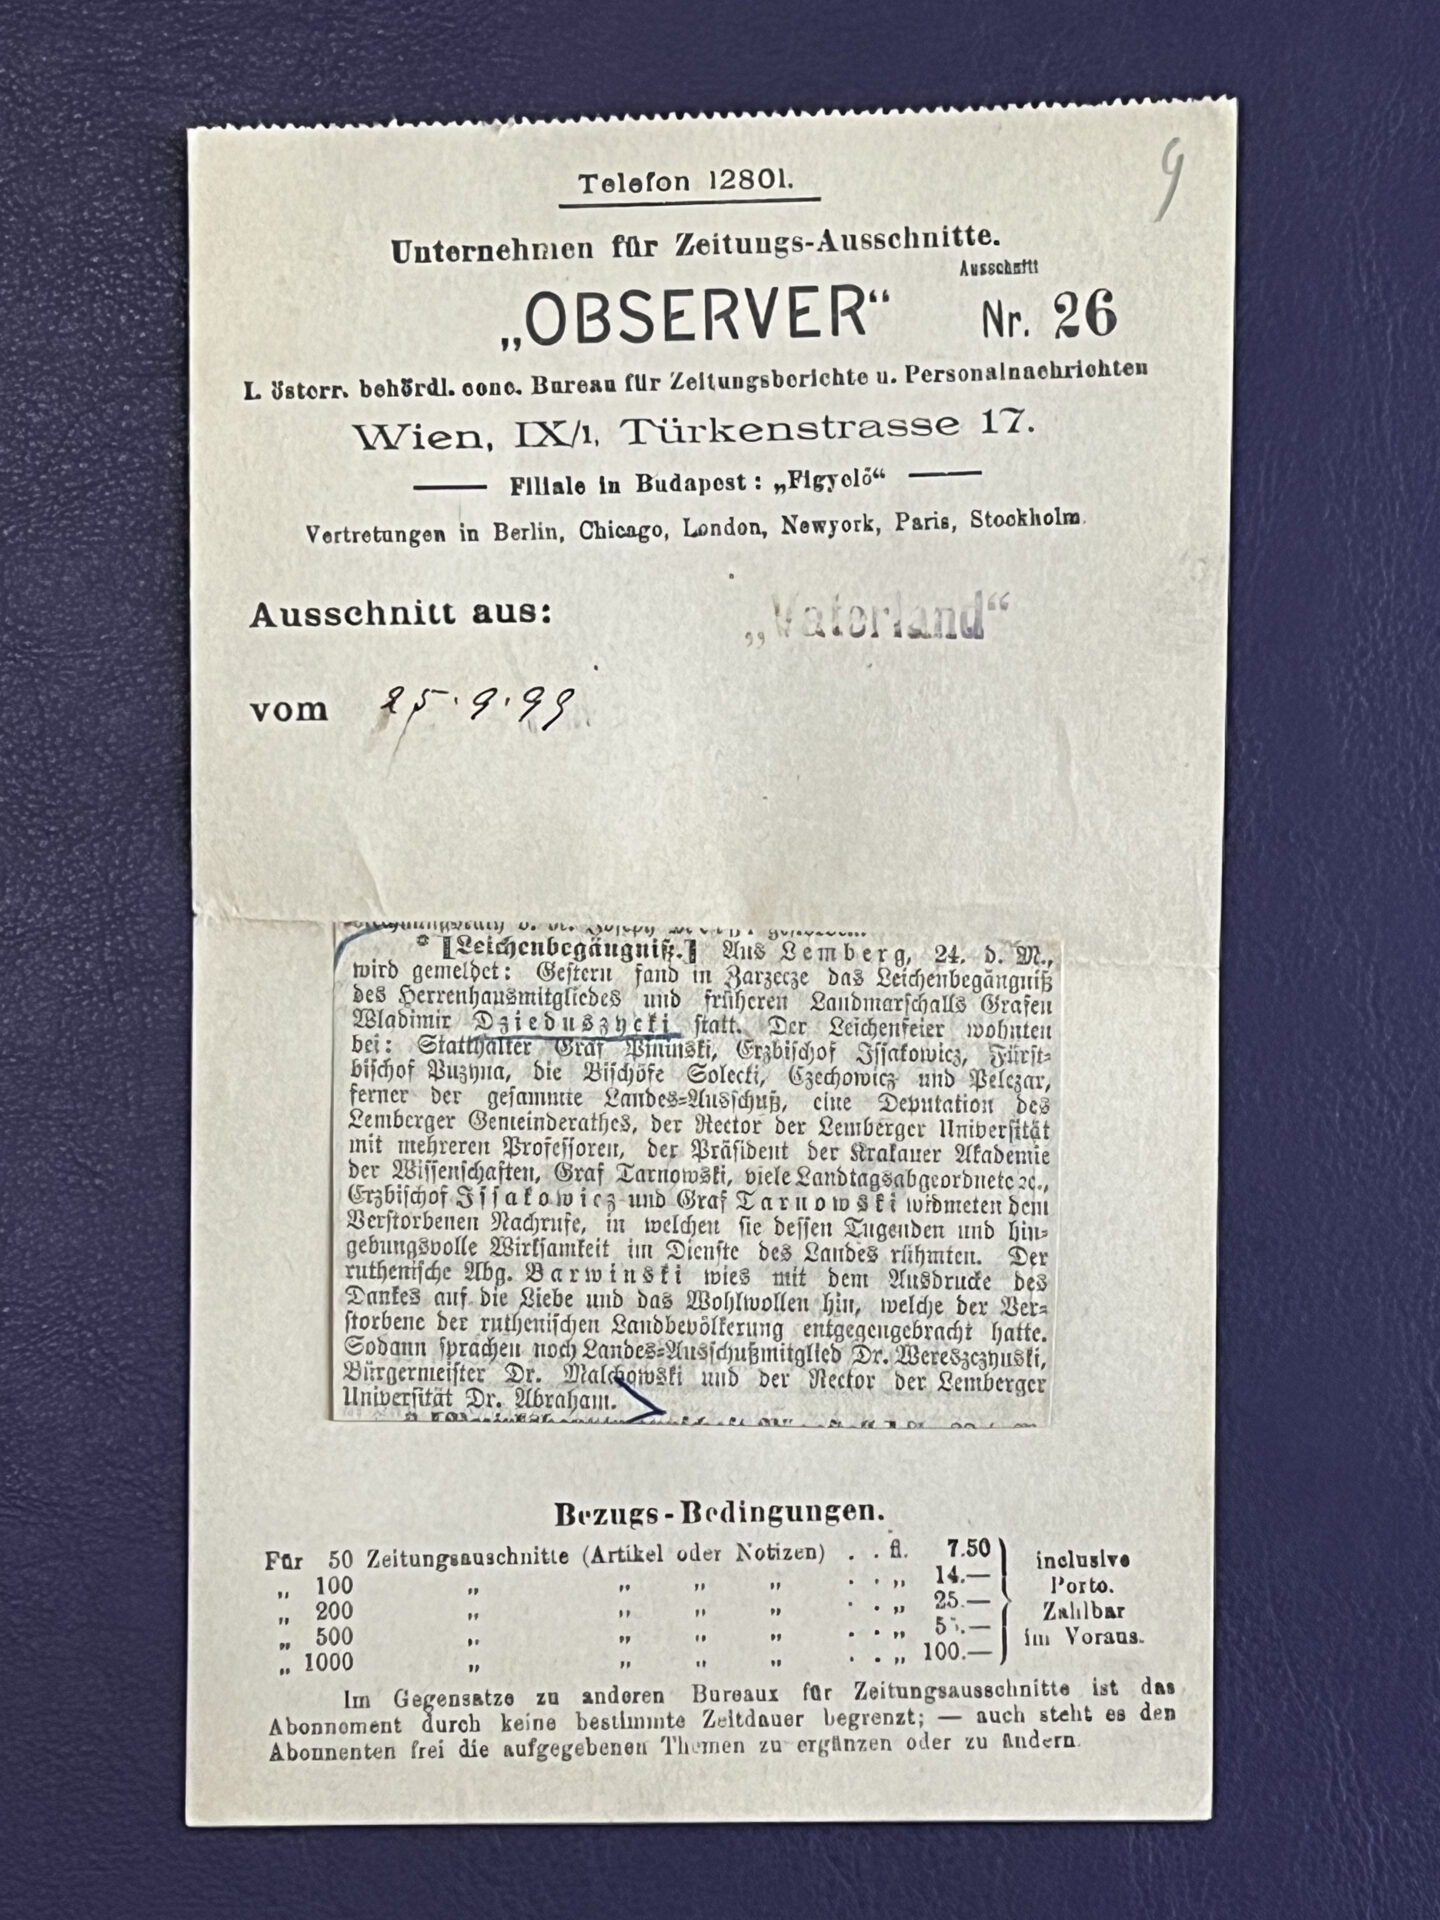 9
Telefon 12801.
Unternehmen für Zeitungs-Ausschnitte.
Ausschnitt
„OBSERVER“ Nr. 26
I. österr. behördl. conc. Bureau für Zeitungsberichte u. Personalnachrichten
Wien, IX/1, Türkenstrasse 17.
Filiale in Budapest: „Figyelő“
Vertretungen in Berlin, Chicago, London, Newyork, Paris, Stockholm.
Ausschnitt aus: „Vaterland“
vom 25.9.99
* [Leichenbegängniß.] Aus Lemberg, 24. d. M.,
wird gemeldet: Gestern fand in Zarzecze das Leichenbegängniß
des Herrenhausmitgliedes und früheren Landmarschalls Grafen
Wladimir Dzieduszycki statt. Der Leichenfeier wohnten
bei: Statthalter Graf Pininski, Erzbischof Issakowicz, Fürst-
bischof Puzyna, die Bischöfe Solecki, Czechowicz und Pelczar,
ferner der gesammte Landes-Ausschuß, eine Deputation des
Lemberger Gemeinderathes, der Rector der Lemberger Universität
mit mehreren Professoren, der Präsident der Krakauer Akademie
der Wissenschaften, Graf Tarnowski, viele Landtagsabgeordnete ꝛc.,
Erzbischof Issakowicz und Graf Tarnowski widmeten dem
Verstorbenen Nachrufe, in welchen sie dessen Tugenden und hin-
gebungsvolle Wirksamkeit im Dienste des Landes rühmten. Der
ruthenische Abg. Barwinski wies mit dem Ausdrucke des
Dankes auf die Liebe und das Wohlwollen hin, welche der Ver-
storbene der ruthenischen Landbevölkerung entgegengebracht hatte.
Sodann sprachen noch Landes-Ausschußmitglied Dr. Wereszczynski,
Bürgermeister Dr. Malchowski und der Rector der Lemberger
Universität Dr. Abraham.
Bezugs-Bedingungen.
Für 50 Zeitungsauschnitte (Artikel oder Notizen) . . fl. 7.50 inclusive
„ 100 „ „ „ „ . . „ 14.— Porto.
„ 200 „ „ „ „ . . „ 25.— Zahlbar
„ 500 „ „ „ „ . . „ im Voraus.
„ 1000 „ „ „ „ . . „ 100.—
Im Gegensatze zu anderen Bureaux für Zeitungsausschnitte ist das
Abonnement durch keine bestimmte Zeitdauer begrenzt; — auch steht es den
Abonnenten frei die aufgegebenen Themen zu ergänzen oder zu ändern.